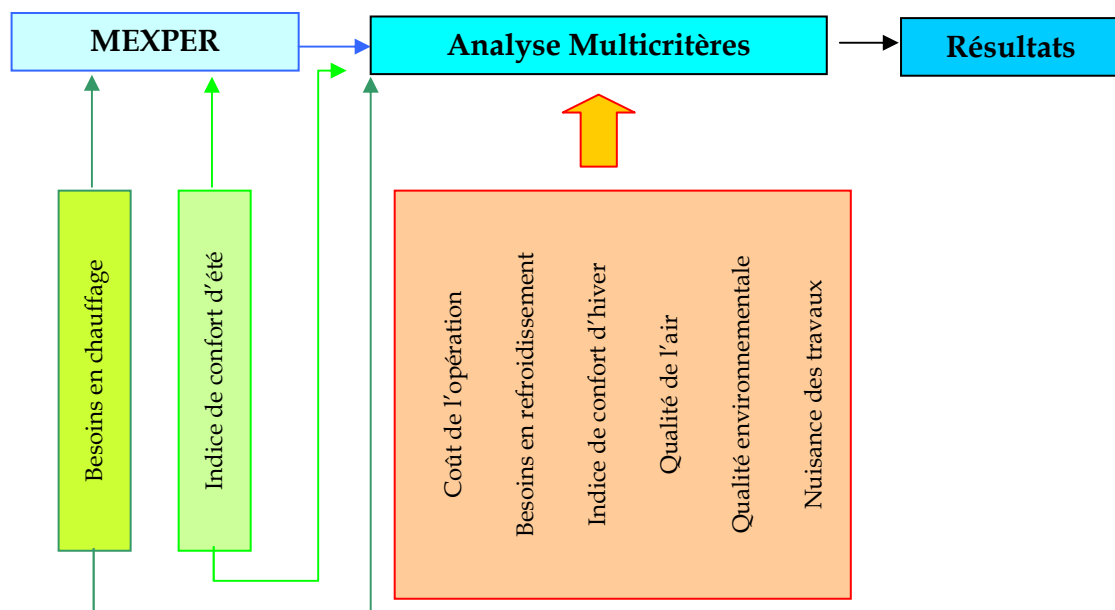 MEXPER
Analyse Multicritères
Résultats
Besoins en chauffage
Indice de confort d’été
Coût de l’opération
Besoins en refroidissement
Indice de confort d’hiver
Qualité de l’air
Qualité environnementale
Nuisance des travaux